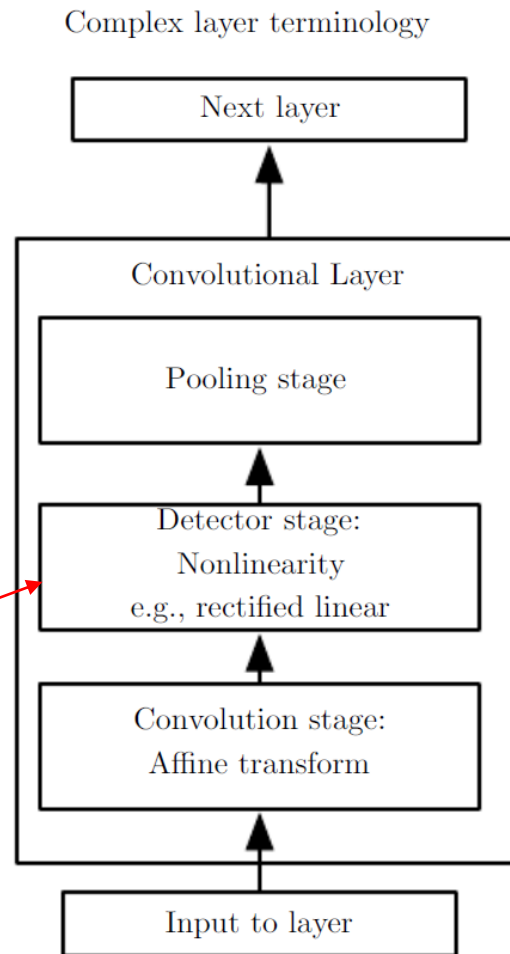 Complex layer terminology
Next layer
Convolutional Layer
Pooling stage
Detector stage:
Nonlinearity
e.g., rectified linear
Convolution stage:
Affine transform
Input to layer